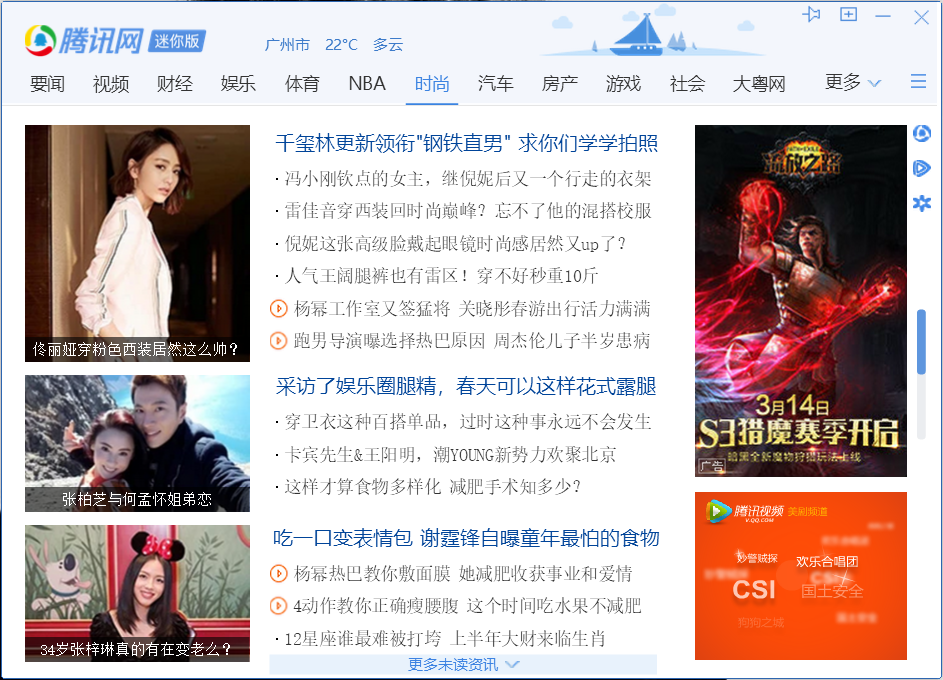 腾讯网 迷你版
广州市 22°C 多云
要闻 视频 财经 娱乐 体育 NBA 时尚 汽车 房产 游戏 社会 大粤网 更多
佟丽娅穿粉色西装居然这么帅？
张柏芝与何孟怀姐弟恋
34岁张梓琳真的有在变老么？
千玺林更新领衔"钢铁直男" 求你们学学拍照
· 冯小刚钦点的女主，继倪妮后又一个行走的衣架
· 雷佳音穿西装回时尚巅峰？忘不了他的混搭校服
· 倪妮这张高级脸戴起眼镜时尚感居然又up了？
· 人气王阔腿裤也有雷区！穿不好秒重10斤
杨幂工作室又签猛将 关晓彤春游出行活力满满
跑男导演曝选择热巴原因 周杰伦儿子半岁患病
采访了娱乐圈腿精，春天可以这样花式露腿
· 穿卫衣这种百搭单品，过时这种事永远不会发生
· 卡宾先生&王阳明，潮YOUNG新势力欢聚北京
· 这样才算食物多样化 减肥手术知多少？
吃一口变表情包 谢霆锋自曝童年最怕的食物
杨幂热巴教你敷面膜 她减肥收获事业和爱情
4动作教你正确瘦腰腹 这个时间吃水果不减肥
· 12星座谁最难被打垮 上半年大财来临生肖
更多未读资讯
流放之路
3月14日
S3猎魔赛季开启
暗黑全新魔物狩猎玩法上线
广告
腾讯视频 美剧频道
V.QQ.COM
妙警贼探 欢乐合唱团
CSI 国土安全
狗狗之城